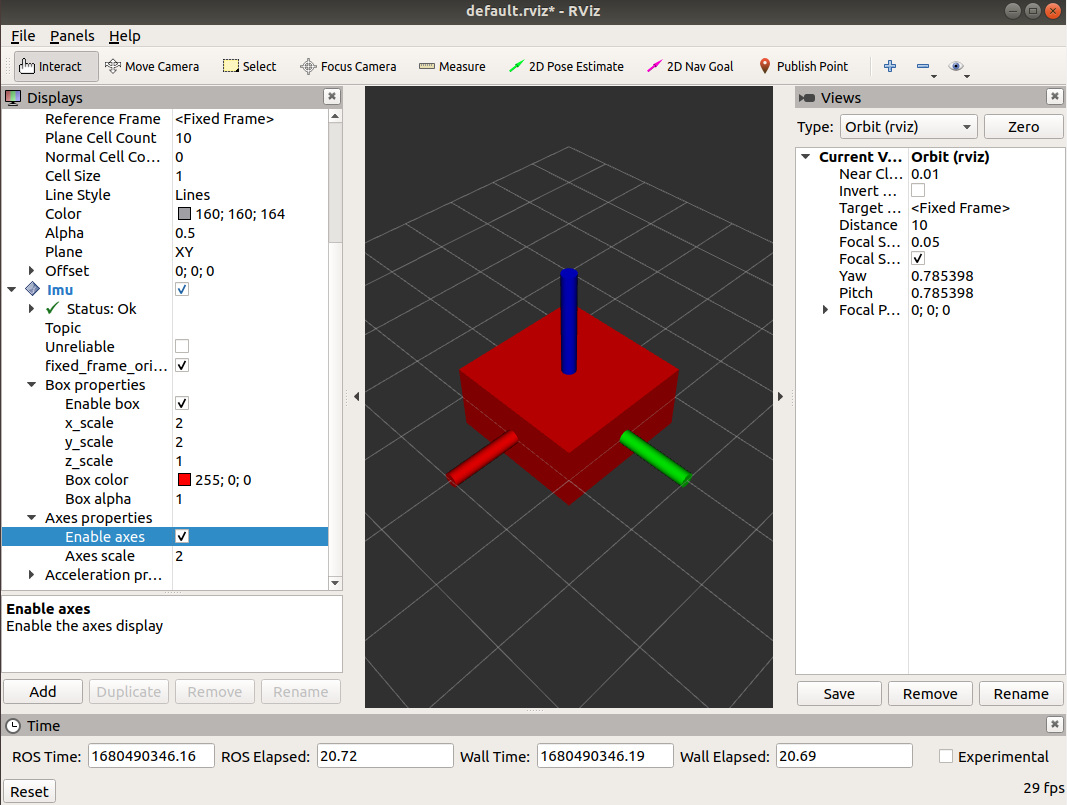 default.rviz* - RViz
File Panels Help
Interact Move Camera Select Focus Camera Measure 2D Pose Estimate 2D Nav Goal Publish Point
Displays
Reference Frame <Fixed Frame>
Plane Cell Count 10
Normal Cell Co... 0
Cell Size 1
Line Style Lines
Color 160; 160; 164
Alpha 0.5
Plane XY
Offset 0; 0; 0
Imu
Status: Ok
Topic
Unreliable
fixed_frame_ori...
Box properties
Enable box
x_scale 2
y_scale 2
z_scale 1
Box color 255; 0; 0
Box alpha 1
Axes properties
Enable axes
Axes scale 2
Acceleration pr...
Enable axes
Enable the axes display
Add Duplicate Remove Rename
Views
Type: Orbit (rviz) Zero
Current V... Orbit (rviz)
Near Cl... 0.01
Invert ...
Target ... <Fixed Frame>
Distance 10
Focal S... 0.05
Focal S...
Yaw 0.785398
Pitch 0.785398
Focal P... 0; 0; 0
Save Remove Rename
Time
ROS Time: 1680490346.16 ROS Elapsed: 20.72 Wall Time: 1680490346.19 Wall Elapsed: 20.69 Experimental
Reset 29 fps